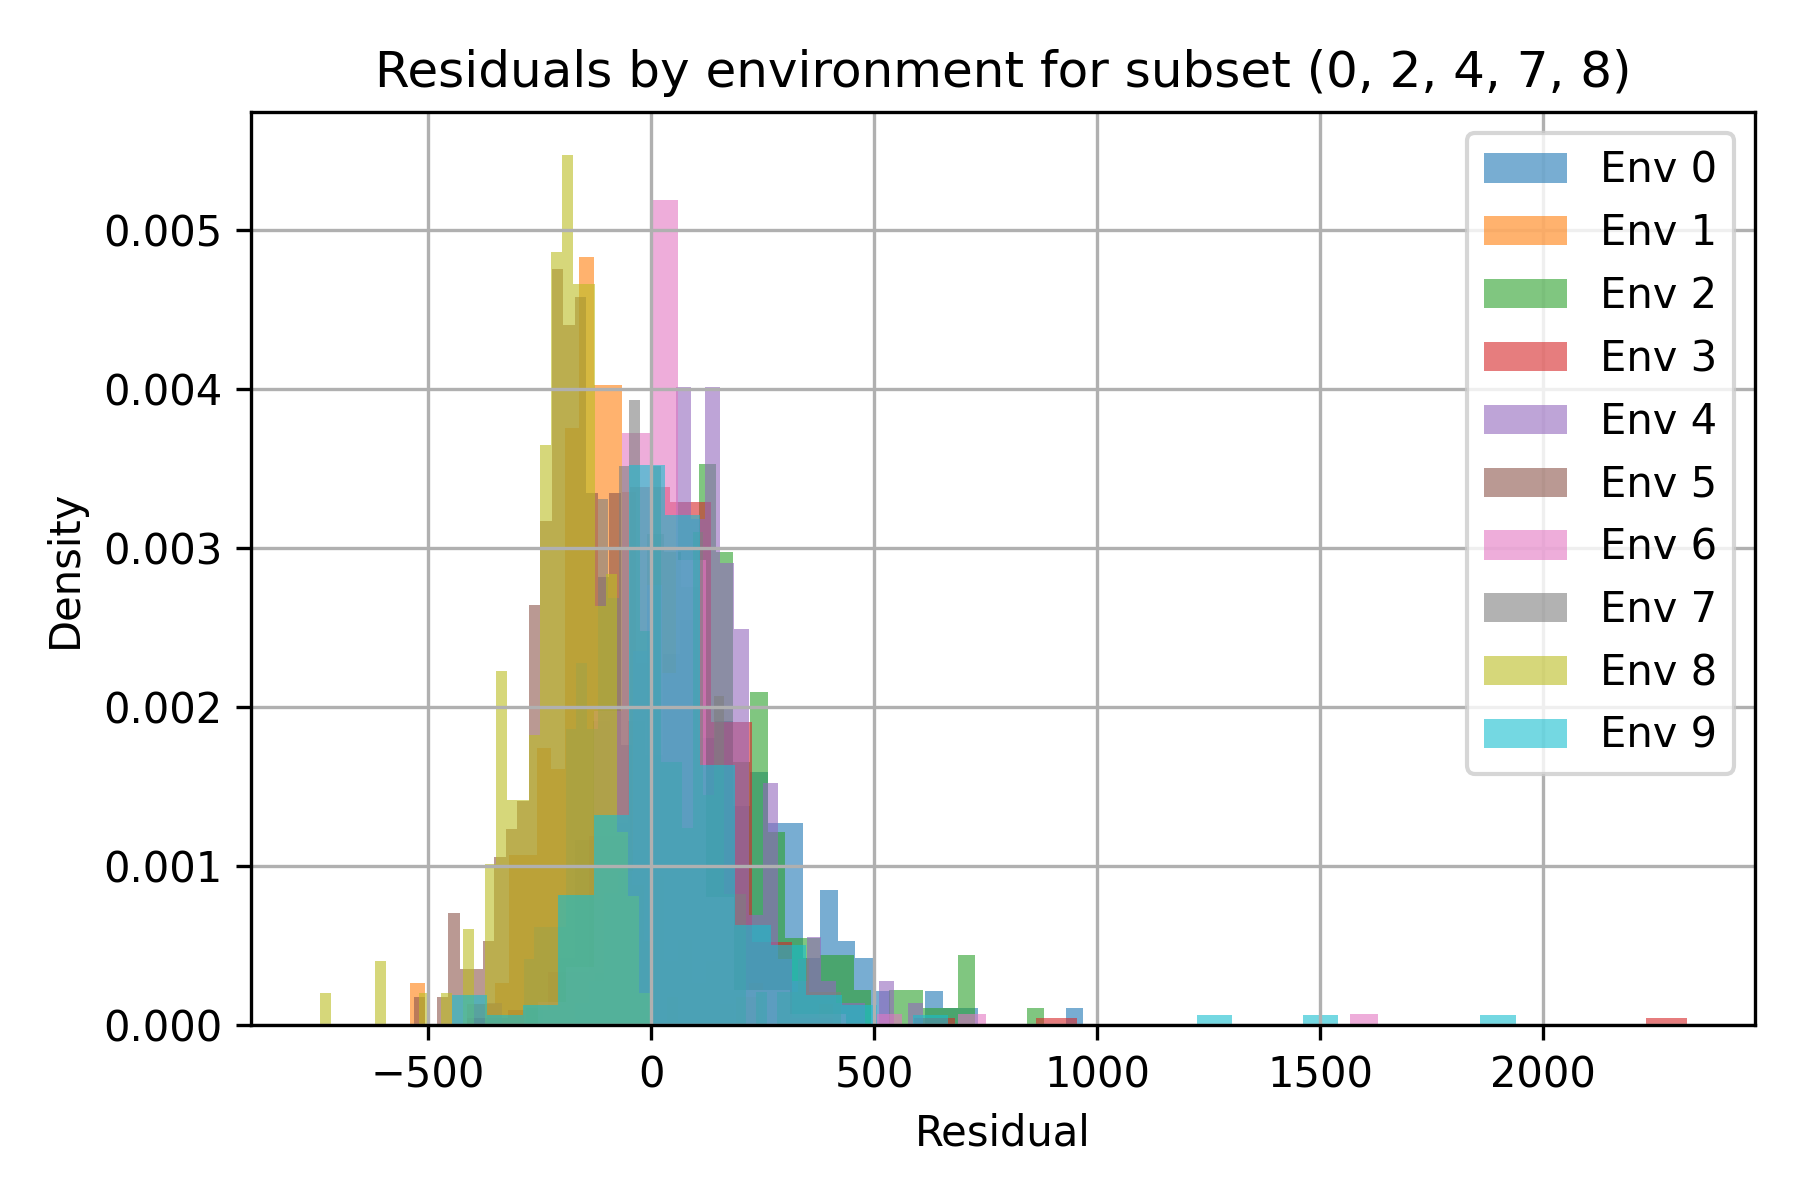 Residuals by environment for subset (0, 2, 4, 7, 8)
Env 0
Env 1
Env 2
Env 3
Env 4
Env 5
Env 6
Env 7
Env 8
Env 9
Density
0.005
0.004
0.003
0.002
0.001
0.000
−500 0 500 1000 1500 2000
Residual